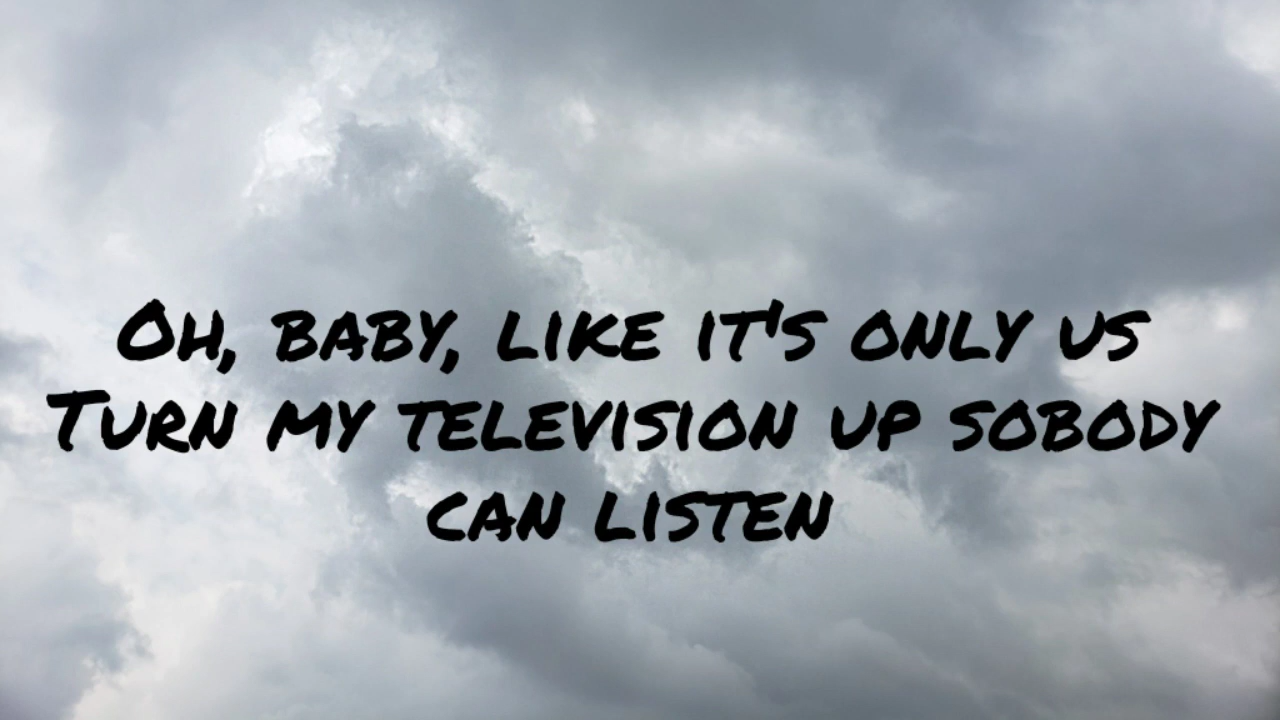 Oh, baby, like it's only us
Turn my television up sobody
can listen